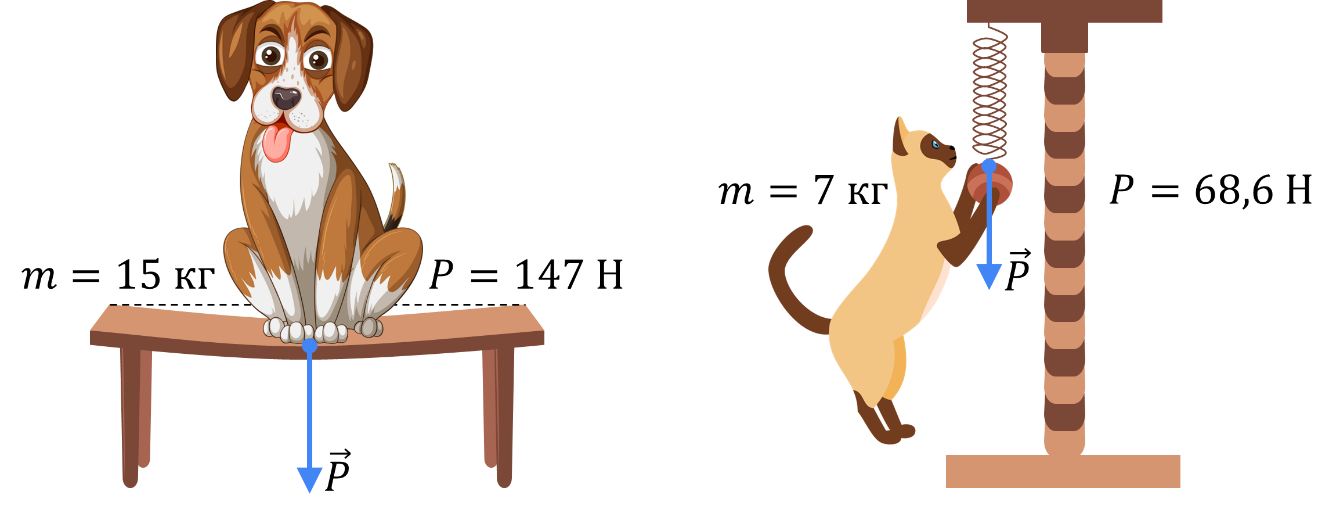 m = 15 кг
P = 147 Н
P⃗
m = 7 кг
P = 68,6 Н
P⃗